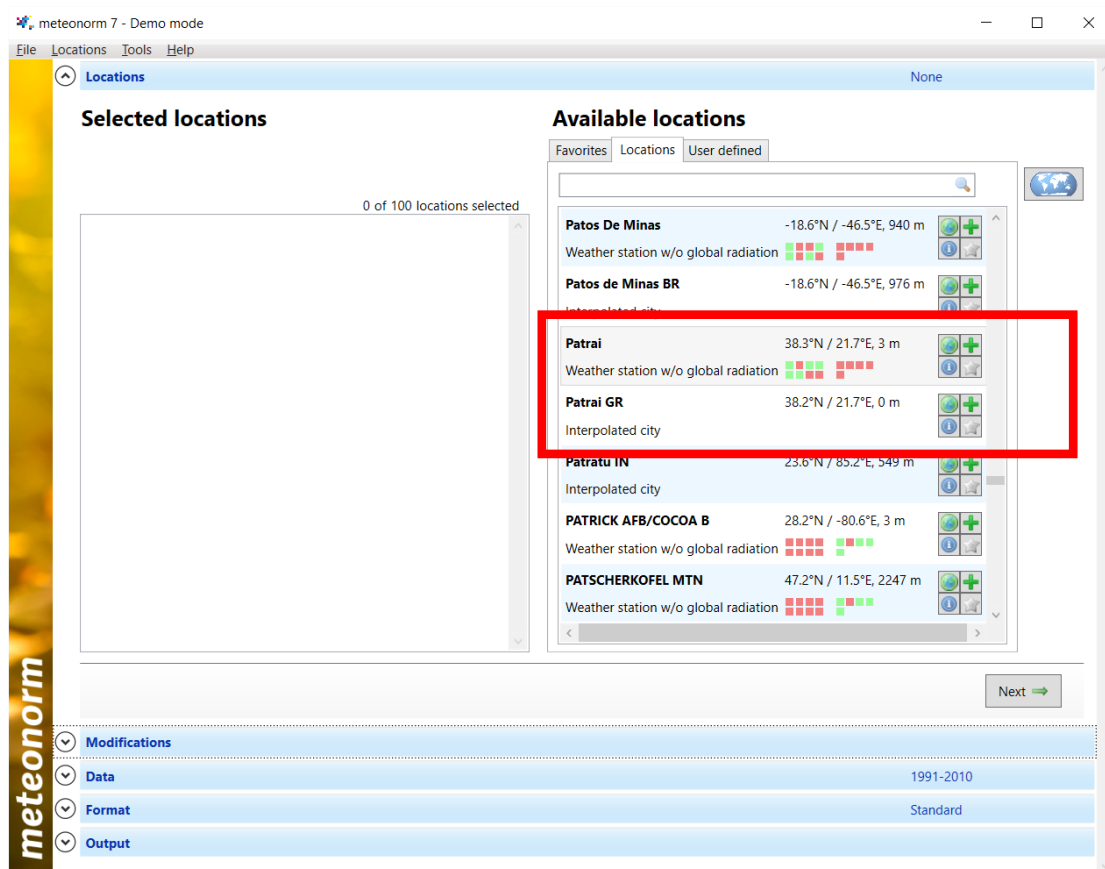 meteonorm 7 - Demo mode
File Locations Tools Help
Locations None
Selected locations
Available locations
Favorites Locations User defined
0 of 100 locations selected
Patos De Minas -18.6°N / -46.5°E, 940 m
Weather station w/o global radiation
Patos de Minas BR -18.6°N / -46.5°E, 976 m
Interpolated city
Patrai 38.3°N / 21.7°E, 3 m
Weather station w/o global radiation
Patrai GR 38.2°N / 21.7°E, 0 m
Interpolated city
Patratu IN 23.6°N / 85.2°E, 549 m
Interpolated city
PATRICK AFB/COCOA B 28.2°N / -80.6°E, 3 m
Weather station w/o global radiation
PATSCHERKOFEL MTN 47.2°N / 11.5°E, 2247 m
Weather station w/o global radiation
Next
Modifications
Data 1991-2010
Format Standard
Output
meteonorm